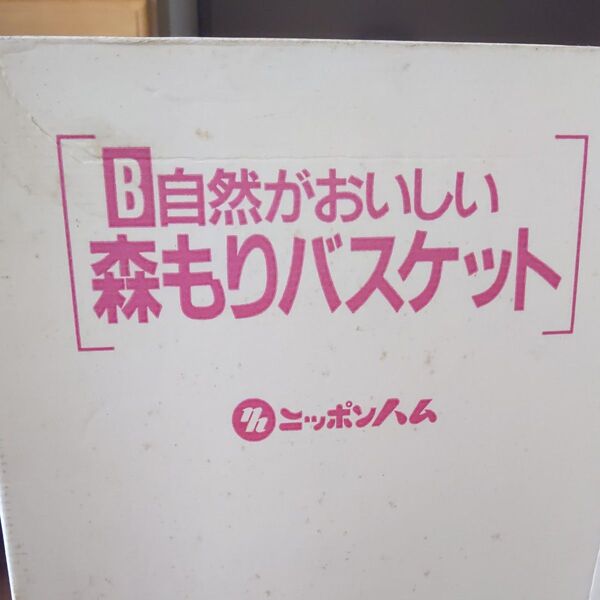 B 自然がおいしい
森もりバスケット
nh ニッポンハム